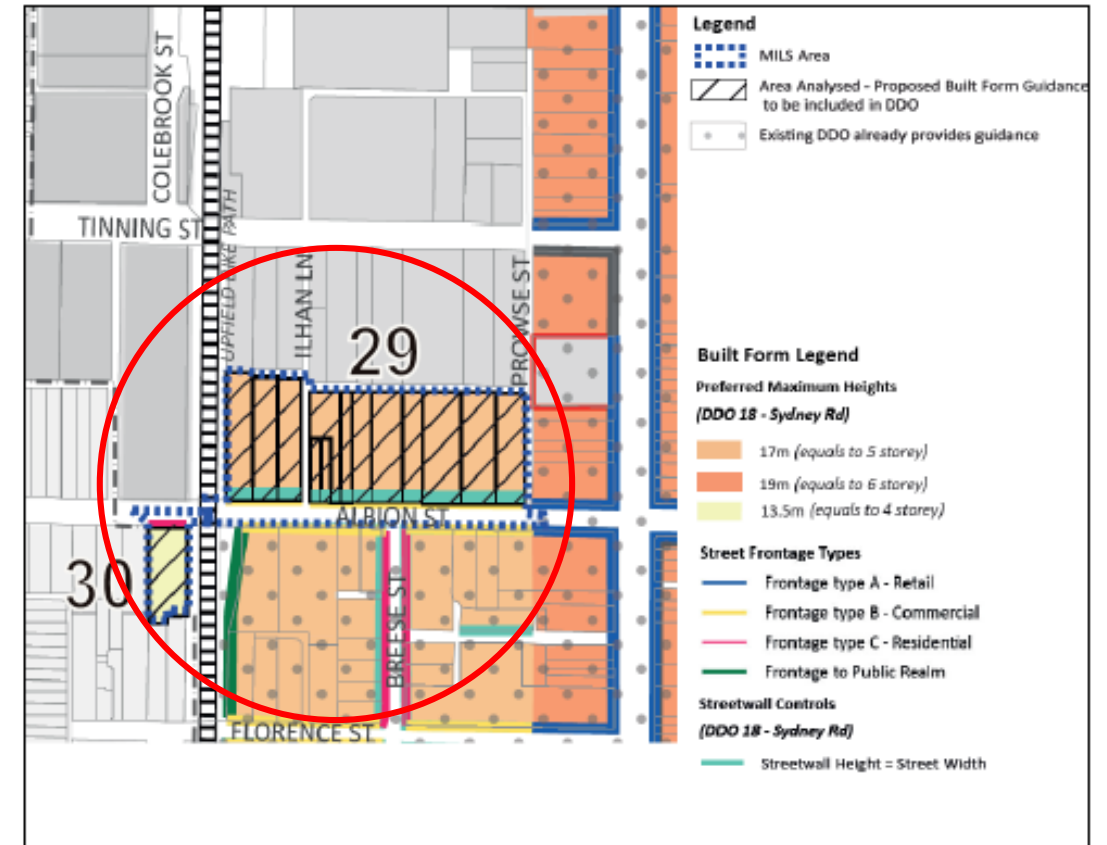 COLEBROOK ST
TINNING ST
UPFIELD BIKE PATH
ILHAN LN
PROWSE ST
29
ALBION ST
30
BREESE ST
FLORENCE ST
Legend
MILS Area
Area Analysed - Proposed Built Form Guidance
to be included in DDO
Existing DDO already provides guidance
Built Form Legend
Preferred Maximum Heights
(DDO 18 - Sydney Rd)
17m (equals to 5 storey)
19m (equals to 6 storey)
13.5m (equals to 4 storey)
Street Frontage Types
Frontage type A - Retail
Frontage type B - Commercial
Frontage type C - Residential
Frontage to Public Realm
Streetwall Controls
(DDO 18 - Sydney Rd)
Streetwall Height = Street Width